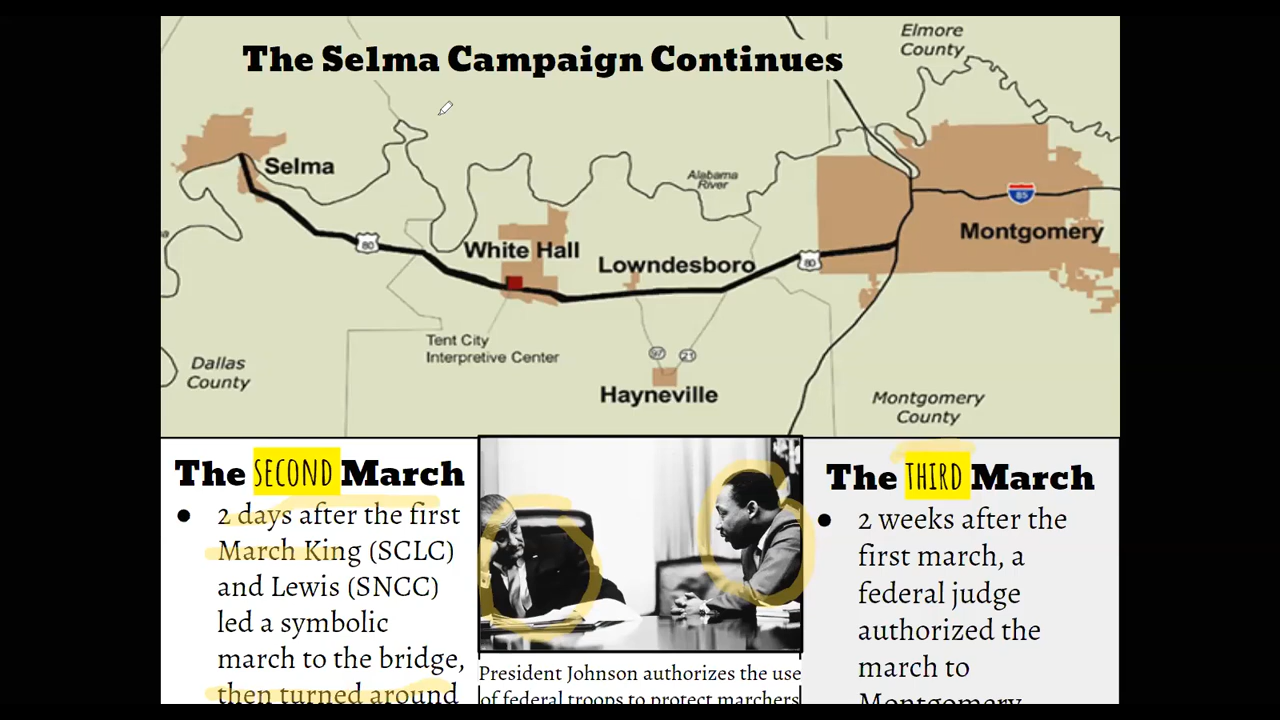 The Selma Campaign Continues
Elmore
County
Selma
Alabama
River
85
80
White Hall
Montgomery
Lowndesboro
80
Tent City
Interpretive Center
97
21
Dallas
County
Hayneville
Montgomery
County
The SECOND March
● 2 days after the first
March King (SCLC)
and Lewis (SNCC)
led a symbolic
march to the bridge,
then turned around
President Johnson authorizes the use
of federal troops to protect marchers
The THIRD March
● 2 weeks after the
first march, a
federal judge
authorized the
march to
Montgomery